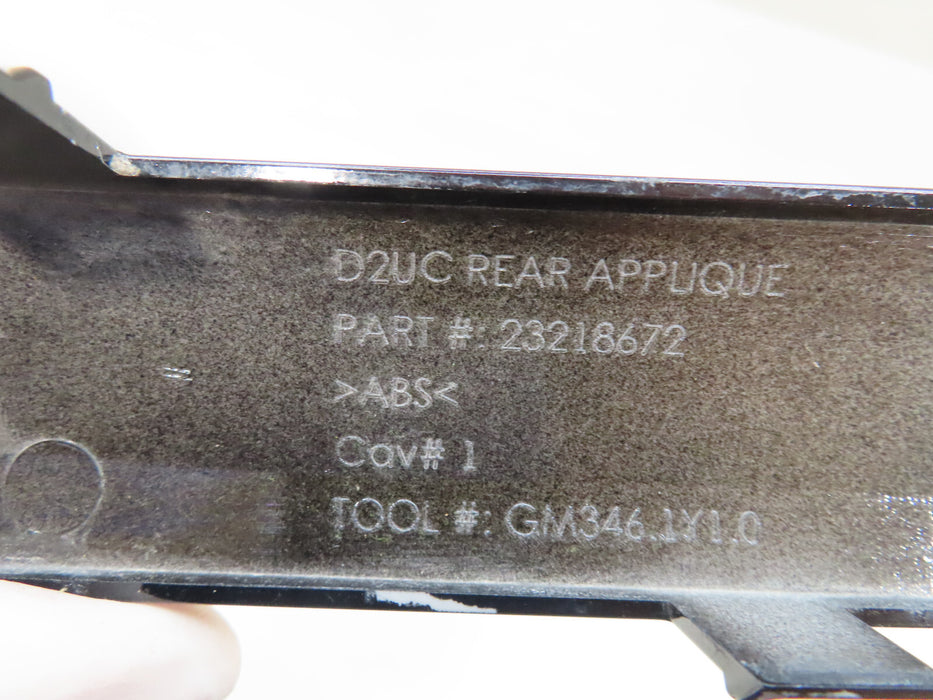 D2UC REAR APPLIQUE
PART #: 23218672
>ABS<
Cav# 1
TOOL #: GM346.1Y1.0